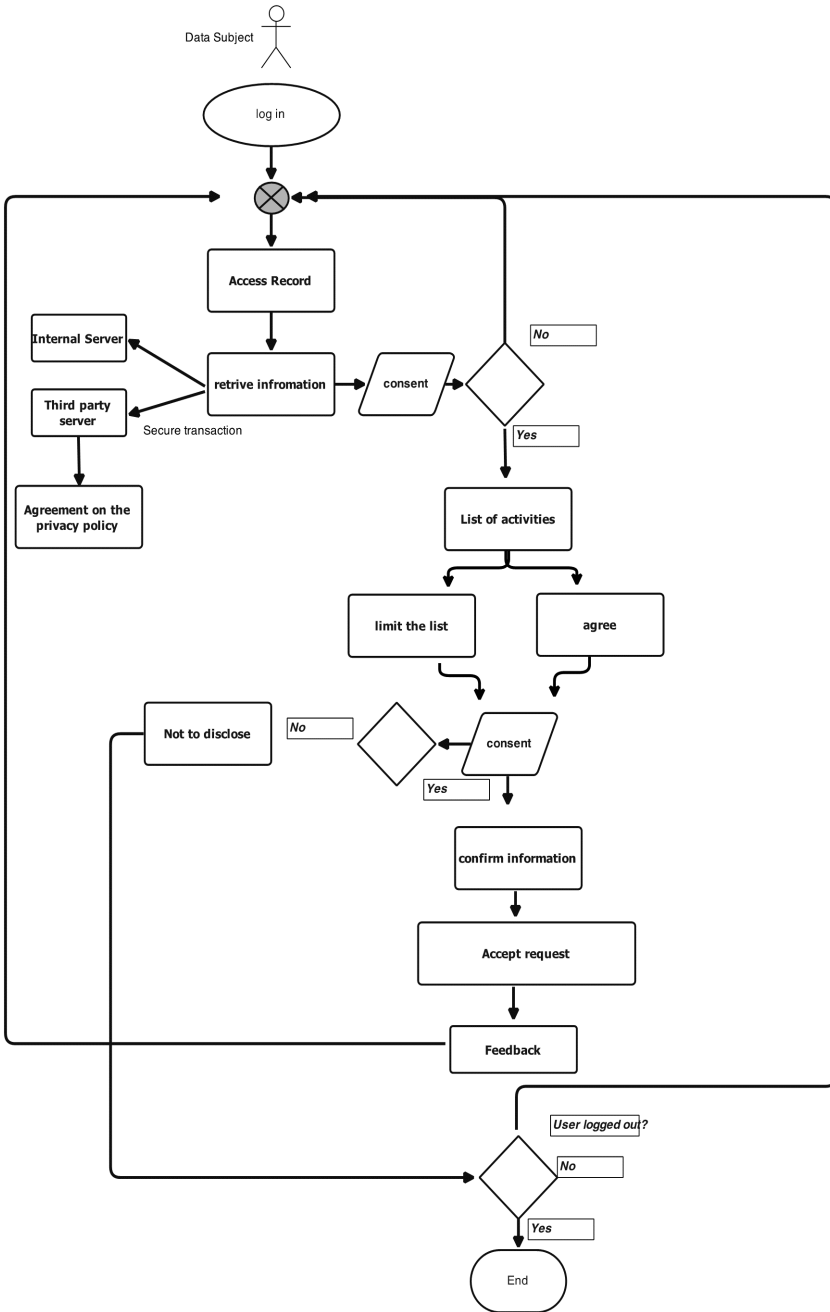 Data Subject
log in
Access Record
Internal Server
retrive infromation
consent
No
Third party
server
Secure transaction
Yes
Agreement on the
privacy policy
List of activities
limit the list
agree
Not to disclose
No
consent
Yes
confirm information
Accept request
Feedback
User logged out?
No
Yes
End